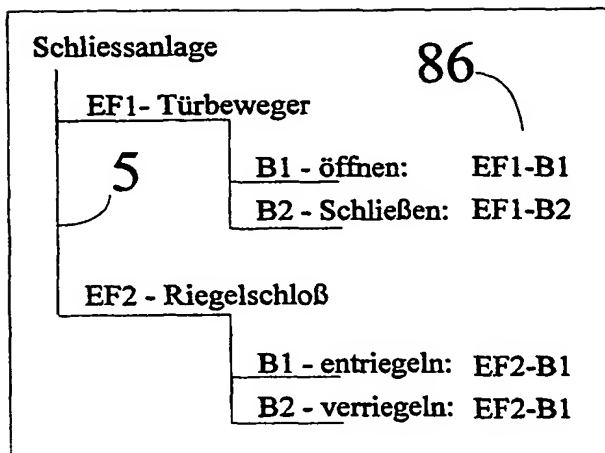 Schliessanlage
86
EF1- Türbeweger
5
B1 - öffnen: EF1-B1
B2 - Schließen: EF1-B2
EF2 - Riegelschloß
B1 - entriegeln: EF2-B1
B2 - verriegeln: EF2-B1